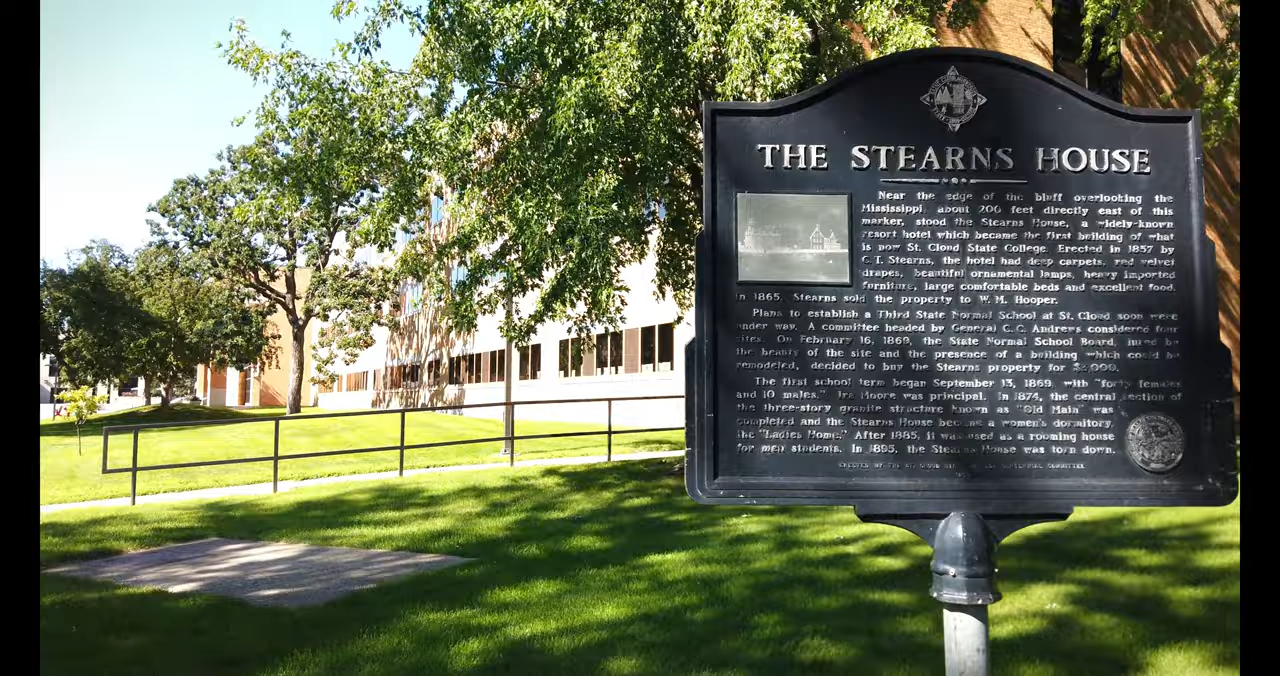 THE STEARNS HOUSE
Near the edge of the bluff overlooking the
Mississippi, about 200 feet directly east of this
marker, stood the Stearns House, a widely-known
resort hotel which became the first building of what
is now St. Cloud State College. Erected in 1857 by
C. T. Stearns, the hotel had deep carpets, red velvet
drapes, beautiful ornamental lamps, heavy imported
furniture, large comfortable beds and excellent food.
In 1865, Stearns sold the property to W. M. Hooper.
Plans to establish a Third State Normal School at St. Cloud soon were
under way. A committee headed by General C. C. Andrews considered four
sites. On February 16, 1869, the State Normal School Board, lured by
the beauty of the site and the presence of a building which could be
remodeled, decided to buy the Stearns property for
The first school term began September 13, 1869, with "forty females
and 10 males." Ira Moore was principal. In 1874, the central section of
the three-story granite structure known as "Old Main" was
completed and the Stearns House became a women's dormitory,
the "Ladies Home." After 1885, it was used as a rooming house
for men students. In 1895, the Stearns House was torn down.
ERECTED BY THE ST. CLOUD CENTENNIAL COMMITTEE